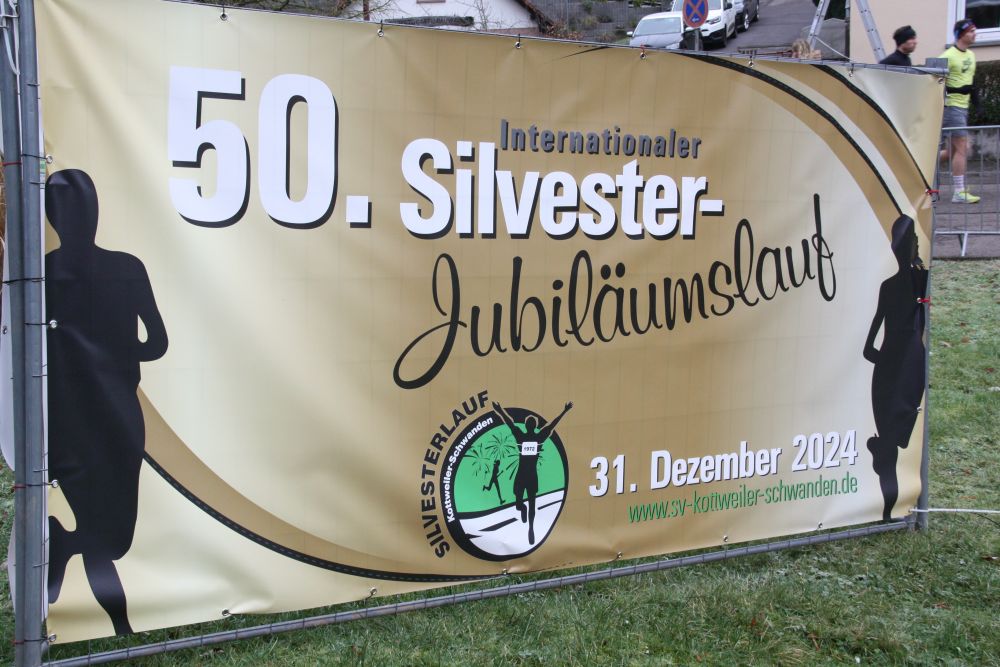 50. Internationaler
Silvester-
Jubiläumslauf
SILVESTERLAUF
Kottweiler-Schwanden
1972
31. Dezember 2024
www.sv-kottweiler-schwanden.de